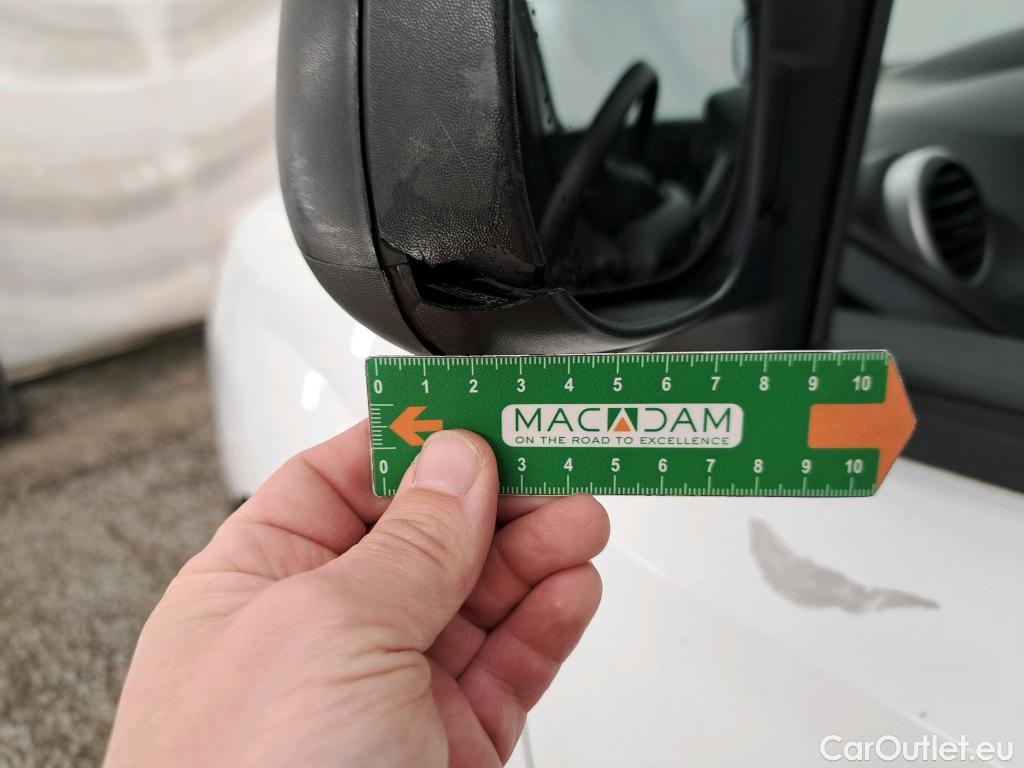 0 1 2 3 4 5 6 7 8 9 10
MACADAM
ON THE ROAD TO EXCELLENCE
0 3 4 5 6 7 8 9 10
CarOutlet.eu